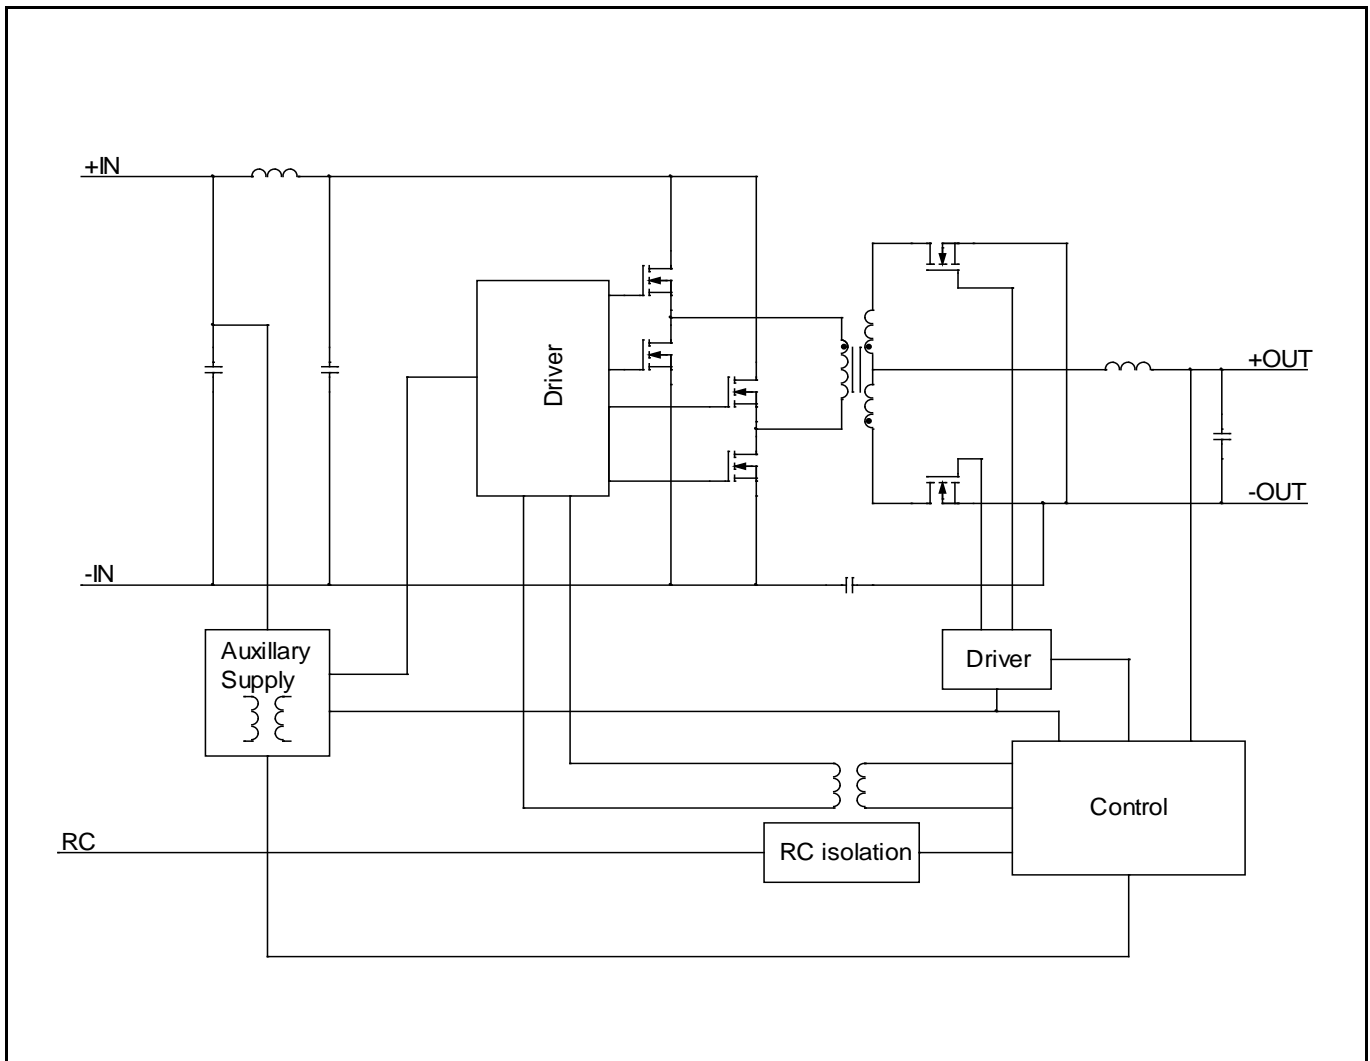 +IN
Driver
+OUT
-OUT
-IN
Auxillary
Supply
Driver
Control
RC
RC isolation